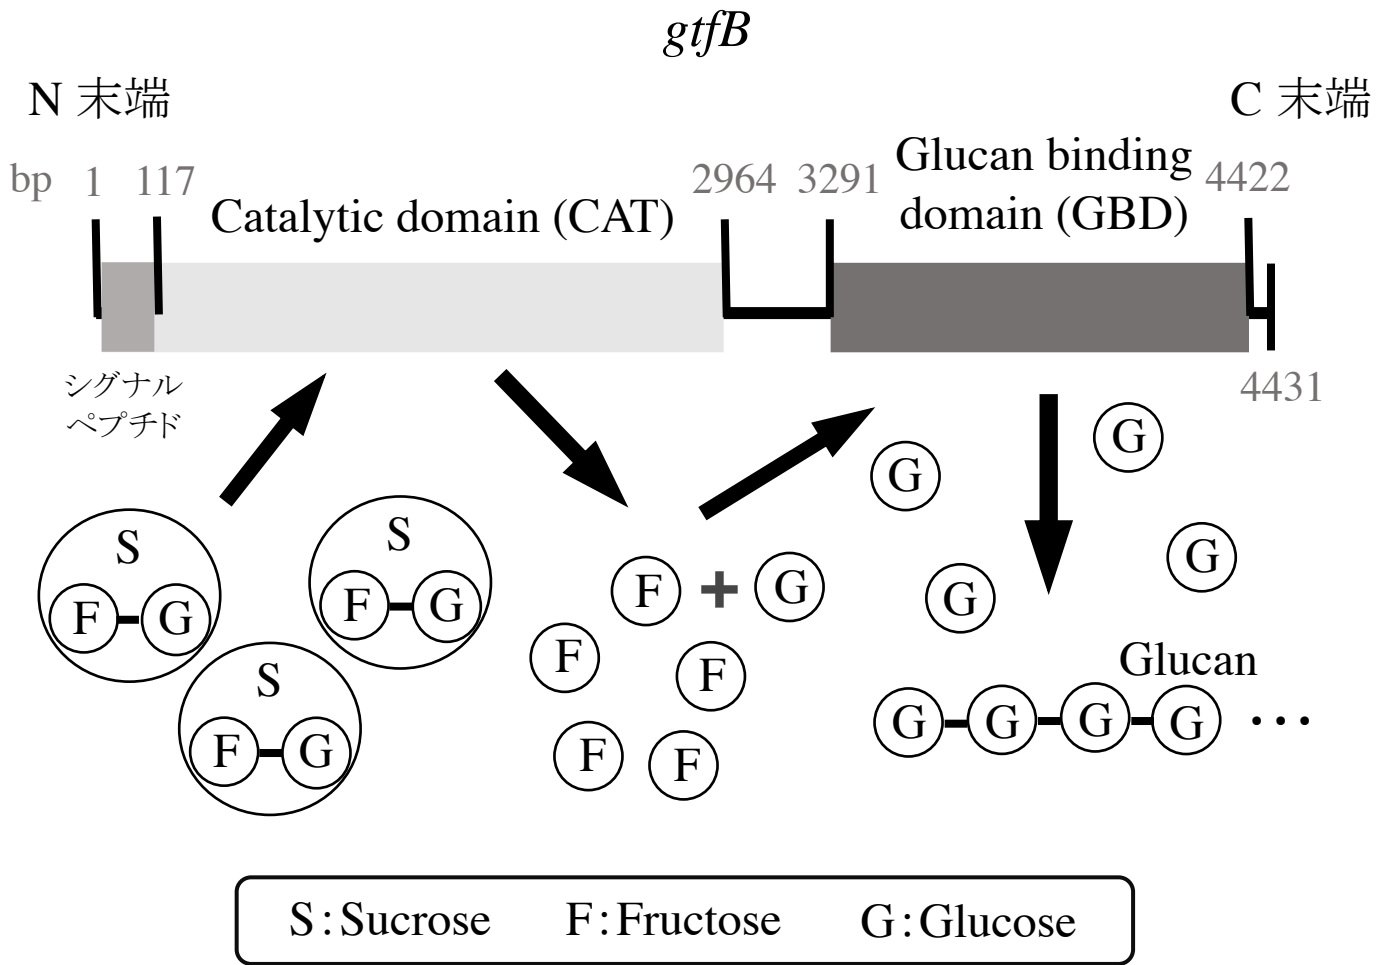 gtfB
N 末端
C 末端
bp 1 117 2964 3291 4422
Catalytic domain (CAT)
Glucan binding
domain (GBD)
シグナル
ペプチド
4431
S
F G
S
F G
S
F G
F + G
F
F
F
F
G
G
G
G
Glucan
G G G G ···
S:Sucrose F:Fructose G:Glucose